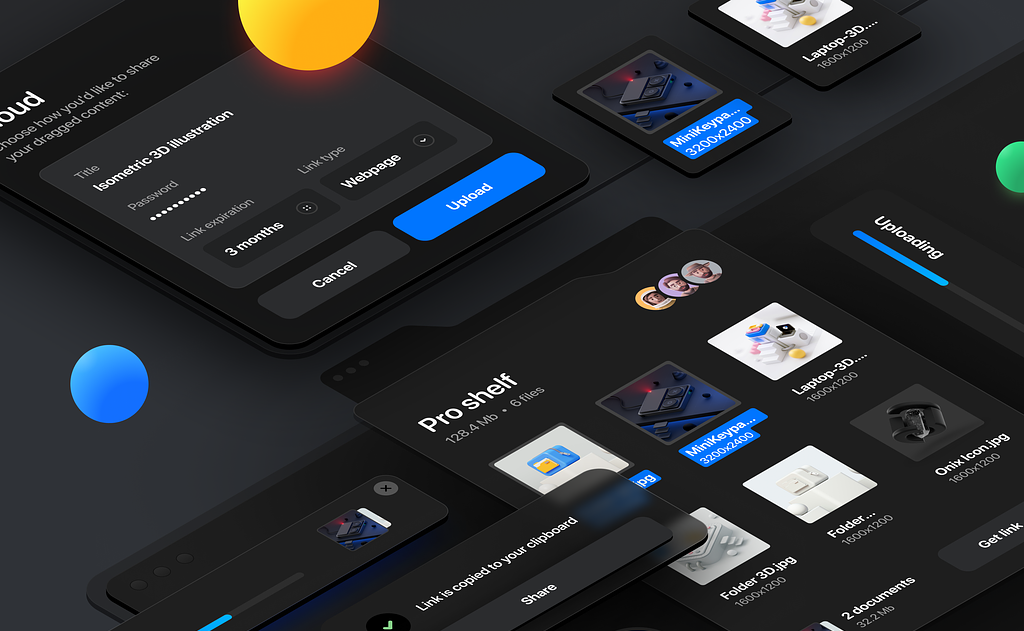 oud
choose how you'd like to share
your dragged content:
Title
Isometric 3D illustration
Password
Link type
Webpage
Link expiration
3 months
Cancel
Upload
MiniKeypa...
3200x2400
Laptop-3D....
1600x1200
Uploading
Pro shelf
128.4 Mb • 6 files
Laptop-3D....
1600x1200
MiniKeypa...
3200x2400
.jpg
Onix Icon.jpg
1600x1200
Folder...
1600x1200
Folder 3D.jpg
1600x1200
Get link
2 documents
32.2 Mb
Link is copied to your clipboard
Share